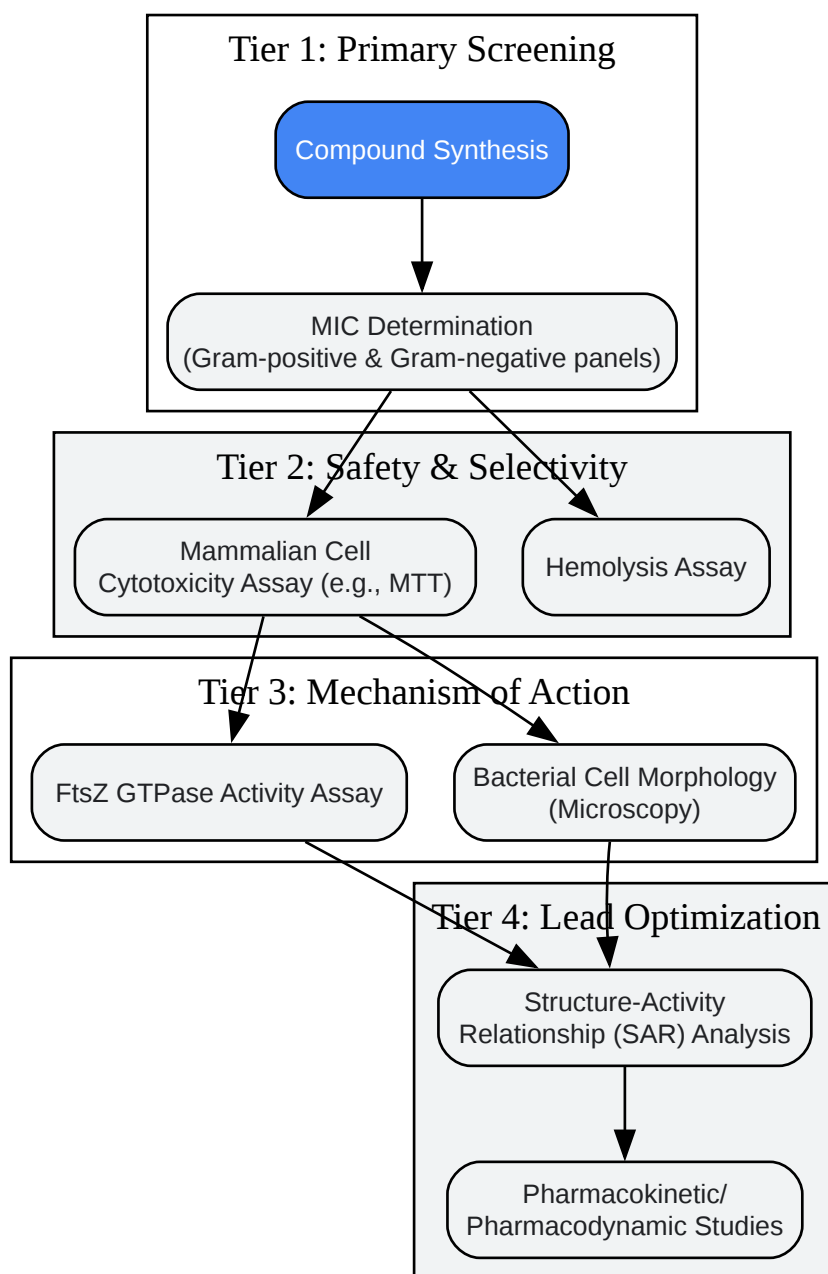 Tier 1: Primary Screening
Compound Synthesis
MIC Determination
(Gram-positive & Gram-negative panels)
Tier 2: Safety & Selectivity
Mammalian Cell
Cytotoxicity Assay (e.g., MTT)
Hemolysis Assay
Tier 3: Mechanism of Action
FtsZ GTPase Activity Assay
Bacterial Cell Morphology
(Microscopy)
Tier 4: Lead Optimization
Structure-Activity
Relationship (SAR) Analysis
Pharmacokinetic/
Pharmacodynamic Studies